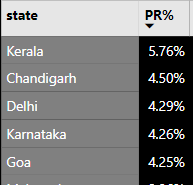 state PR%
Kerala 5.76%
Chandigarh 4.50%
Delhi 4.29%
Karnataka 4.26%
Goa 4.25%